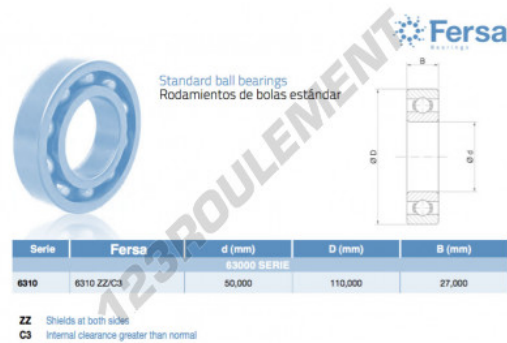 Fersa
Bearings
Standard ball bearings
Rodamientos de bolas estándar
B
Ø D
Ø d
123ROULEMENT
Serie Fersa d (mm) D (mm) B (mm)
63000 SERIE
6310 6310 ZZ/C3 50,000 110,000 27,000
ZZ Shields at both sides
C3 Internal clearance greater than normal